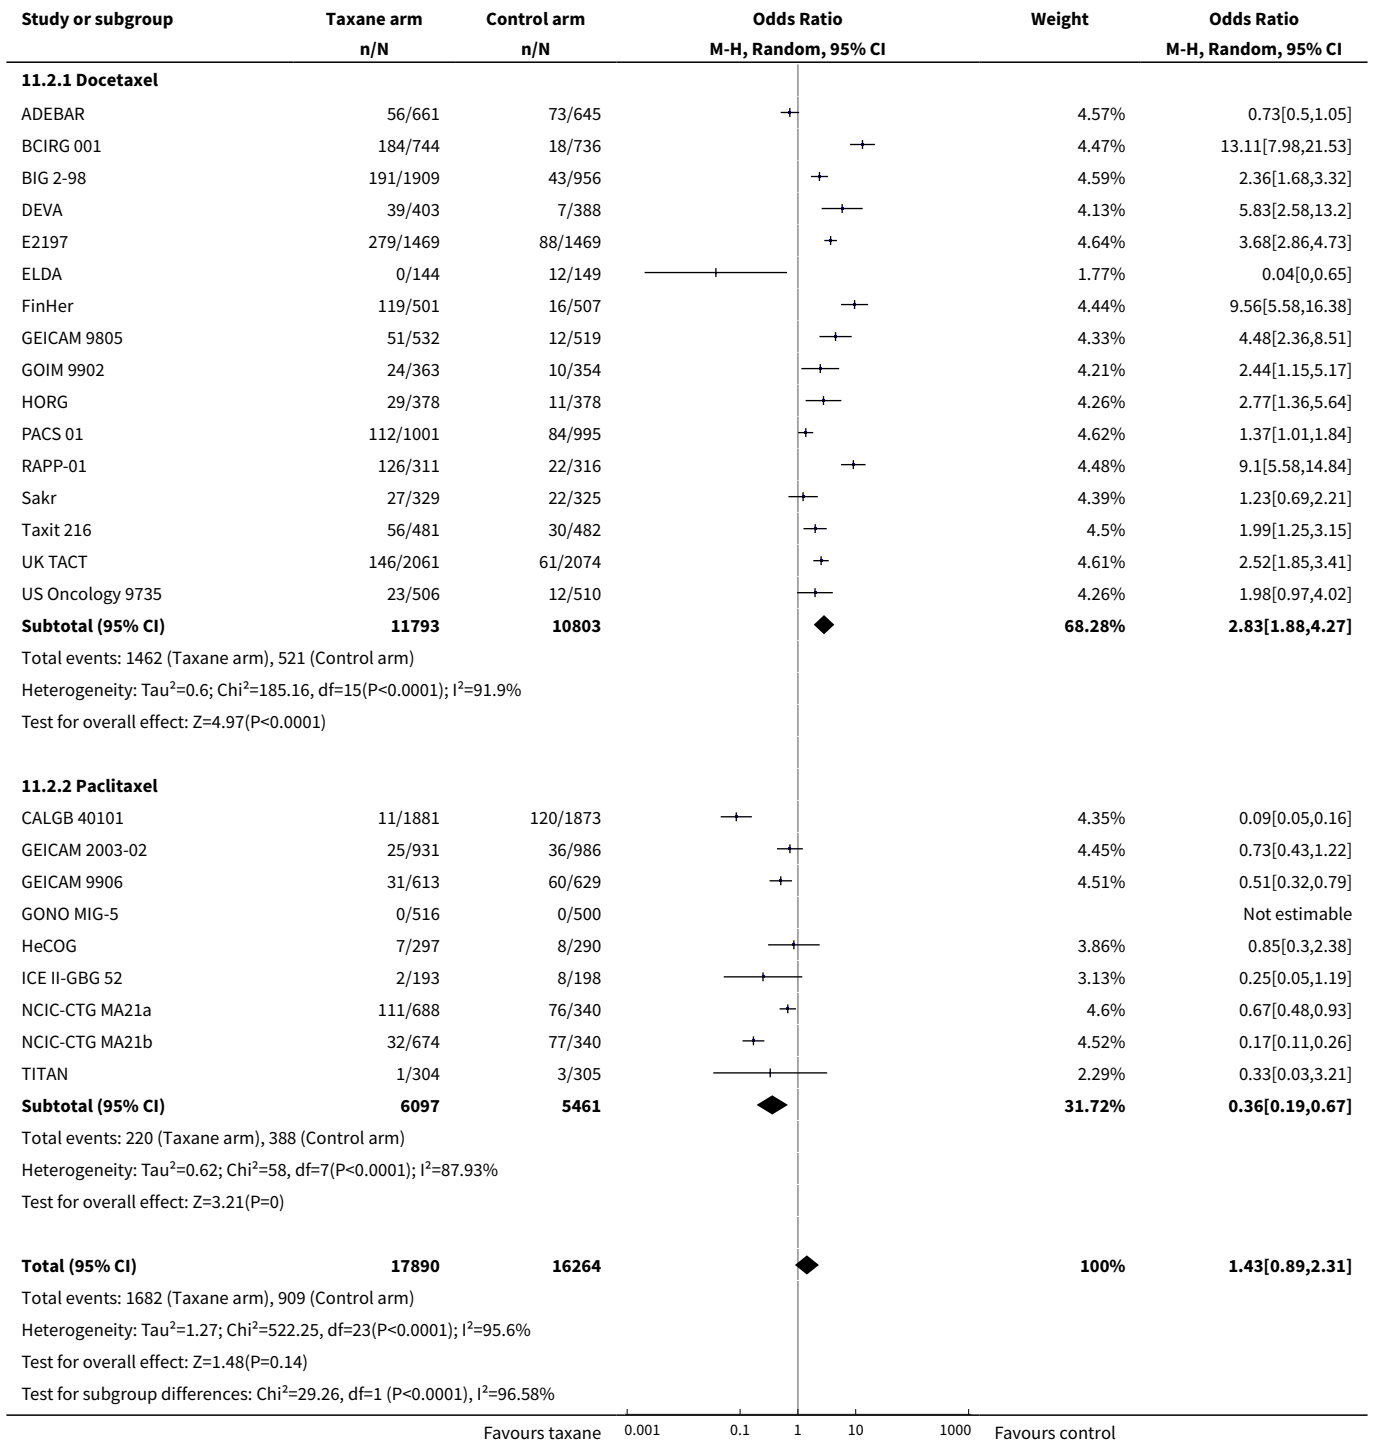 Study or subgroup Taxane arm Control arm Odds Ratio Weight Odds Ratio
n/N n/N M-H, Random, 95% CI M-H, Random, 95% CI
11.2.1 Docetaxel
ADEBAR 56/661 73/645 4.57% 0.73[0.5,1.05]
BCIRG 001 184/744 18/736 4.47% 13.11[7.98,21.53]
BIG 2-98 191/1909 43/956 4.59% 2.36[1.68,3.32]
DEVA 39/403 7/388 4.13% 5.83[2.58,13.2]
E2197 279/1469 88/1469 4.64% 3.68[2.86,4.73]
ELDA 0/144 12/149 1.77% 0.04[0,0.65]
FinHer 119/501 16/507 4.44% 9.56[5.58,16.38]
GEICAM 9805 51/532 12/519 4.33% 4.48[2.36,8.51]
GOIM 9902 24/363 10/354 4.21% 2.44[1.15,5.17]
HORG 29/378 11/378 4.26% 2.77[1.36,5.64]
PACS 01 112/1001 84/995 4.62% 1.37[1.01,1.84]
RAPP-01 126/311 22/316 4.48% 9.1[5.58,14.84]
Sakr 27/329 22/325 4.39% 1.23[0.69,2.21]
Taxit 216 56/481 30/482 4.5% 1.99[1.25,3.15]
UK TACT 146/2061 61/2074 4.61% 2.52[1.85,3.41]
US Oncology 9735 23/506 12/510 4.26% 1.98[0.97,4.02]
Subtotal (95% CI) 11793 10803 68.28% 2.83[1.88,4.27]
Total events: 1462 (Taxane arm), 521 (Control arm)
Heterogeneity: Tau²=0.6; Chi²=185.16, df=15(P<0.0001); I²=91.9%
Test for overall effect: Z=4.97(P<0.0001)
11.2.2 Paclitaxel
CALGB 40101 11/1881 120/1873 4.35% 0.09[0.05,0.16]
GEICAM 2003-02 25/931 36/986 4.45% 0.73[0.43,1.22]
GEICAM 9906 31/613 60/629 4.51% 0.51[0.32,0.79]
GONO MIG-5 0/516 0/500 Not estimable
HeCOG 7/297 8/290 3.86% 0.85[0.3,2.38]
ICE II-GBG 52 2/193 8/198 3.13% 0.25[0.05,1.19]
NCIC-CTG MA21a 111/688 76/340 4.6% 0.67[0.48,0.93]
NCIC-CTG MA21b 32/674 77/340 4.52% 0.17[0.11,0.26]
TITAN 1/304 3/305 2.29% 0.33[0.03,3.21]
Subtotal (95% CI) 6097 5461 31.72% 0.36[0.19,0.67]
Total events: 220 (Taxane arm), 388 (Control arm)
Heterogeneity: Tau²=0.62; Chi²=58, df=7(P<0.0001); I²=87.93%
Test for overall effect: Z=3.21(P=0)
Total (95% CI) 17890 16264 100% 1.43[0.89,2.31]
Total events: 1682 (Taxane arm), 909 (Control arm)
Heterogeneity: Tau²=1.27; Chi²=522.25, df=23(P<0.0001); I²=95.6%
Test for overall effect: Z=1.48(P=0.14)
Test for subgroup differences: Chi²=29.26, df=1 (P<0.0001), I²=96.58%
Favours taxane 0.001 0.1 1 10 1000 Favours control